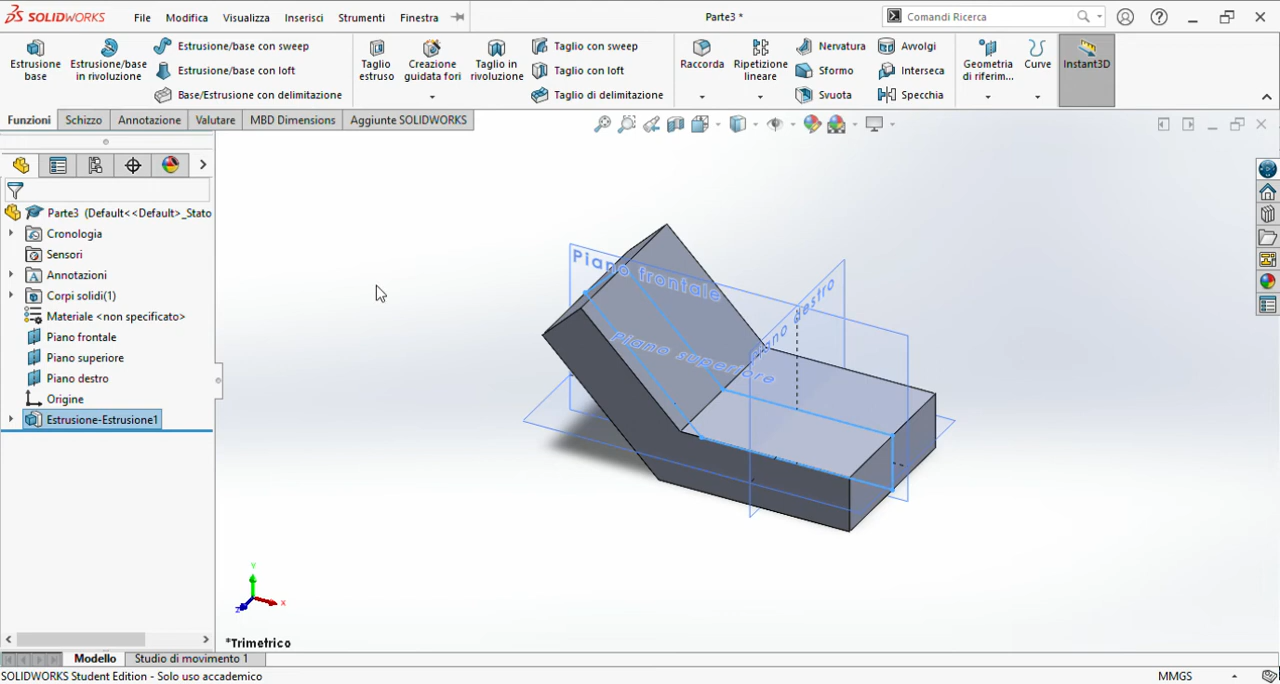 SOLIDWORKS File Modifica Visualizza Inserisci Strumenti Finestra Parte3 * Comandi Ricerca
Estrusione base
Estrusione/base in rivoluzione
Estrusione/base con sweep
Estrusione/base con loft
Base/Estrusione con delimitazione
Taglio estruso
Creazione guidata fori
Taglio in rivoluzione
Taglio con sweep
Taglio con loft
Taglio di delimitazione
Raccorda
Ripetizione lineare
Nervatura
Sformo
Svuota
Avvolgi
Interseca
Specchia
Geometria di riferim...
Curve
Instant3D
Funzioni Schizzo Annotazione Valutare MBD Dimensions Aggiunte SOLIDWORKS
Parte3 (Default<<Default>_Stato
Cronologia
Sensori
Annotazioni
Corpi solidi(1)
Materiale <non specificato>
Piano frontale
Piano superiore
Piano destro
Origine
Estrusione-Estrusione1
Piano frontale
Piano destro
piano superiore
Y
X
Z
*Trimetrico
Modello Studio di movimento 1
SOLIDWORKS Student Edition - Solo uso accademico MMGS